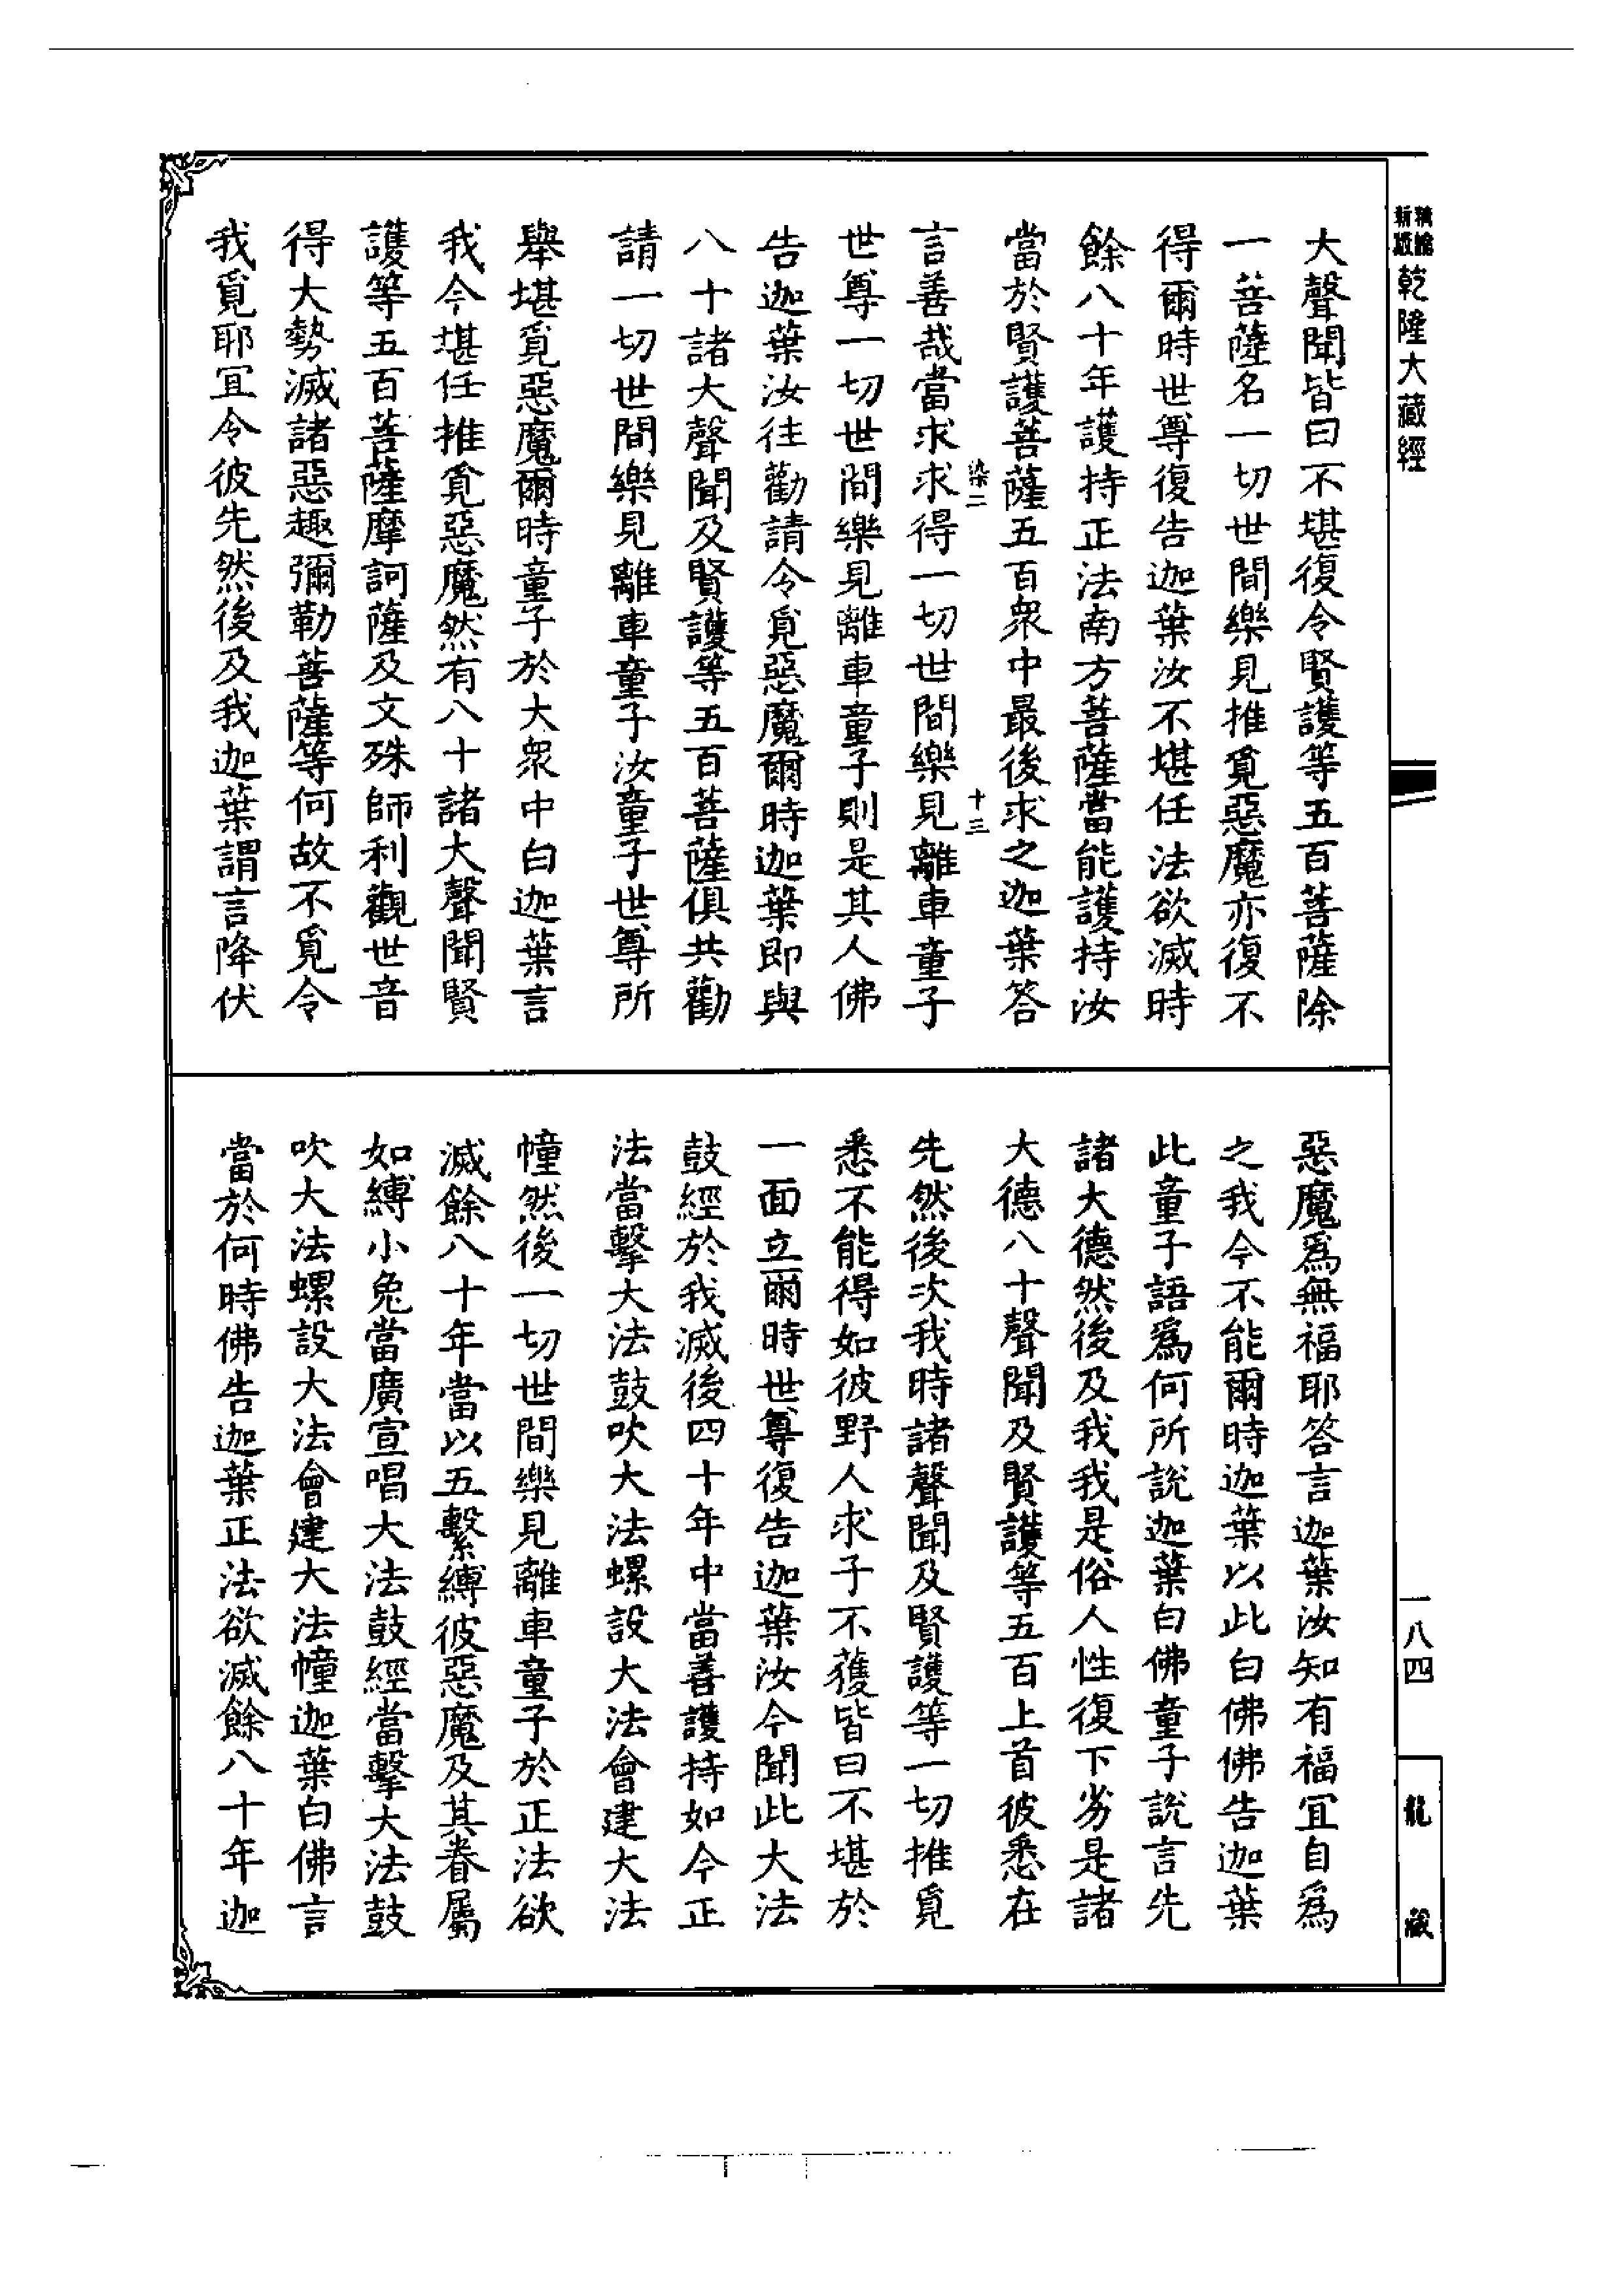 精繪新版
乾隆大藏經
一八四
龍藏
大聲聞皆曰不堪復令賢護等五百菩薩除
一菩薩名一切世間樂見推覓惡魔亦復不
得爾時世尊復告迦葉汝不堪任法欲滅時
餘八十年護持正法南方菩薩當能護持汝
當於賢護菩薩五百眾中最後求之迦葉答
染二
十三
言善哉當求求得一切世間樂見離車童子
世尊一切世間樂見離車童子則是其人佛
告迦葉汝往勸請令覓惡魔爾時迦葉即與
八十諸大聲聞及賢護等五百菩薩俱共勸
請一切世間樂見離車童子汝童子世尊所
舉堪覓惡魔爾時童子於大眾中白迦葉言
我今堪任推覓惡魔然有八十諸大聲聞賢
護等五百菩薩摩訶薩及文殊師利觀世音
得大勢滅諸惡趣彌勒菩薩等何故不覓令
我覓耶冝令彼先然後及我迦葉謂言降伏
惡魔爲無福耶答言迦葉汝知有福冝自爲
之我今不能爾時迦葉以此白佛佛告迦葉
此童子語爲何所説迦葉白佛童子說言先
諸大德然後及我我是俗人性復下劣是諸
大德八十聲聞及賢護等五百上首彼悉在
先然後次我時諸聲聞及賢護等一切推覓
悉不能得如彼野人求子不獲皆曰不堪於
一面立爾時世尊復告迦葉汝今聞此大法
鼓經於我滅後四十年中當善護持如今正
法當擊大法鼓吹大法螺設大法會建大法
幢然後一切世間樂見離車童子於正法欲
滅餘八十年當以五繫縛彼惡魔及其眷屬
如縛小兔當廣宣唱大法鼓經當擊大法鼓
吹大法螺設大法會建大法幢迦葉白佛言
當於何時佛告迦葉正法欲滅餘八十年迦